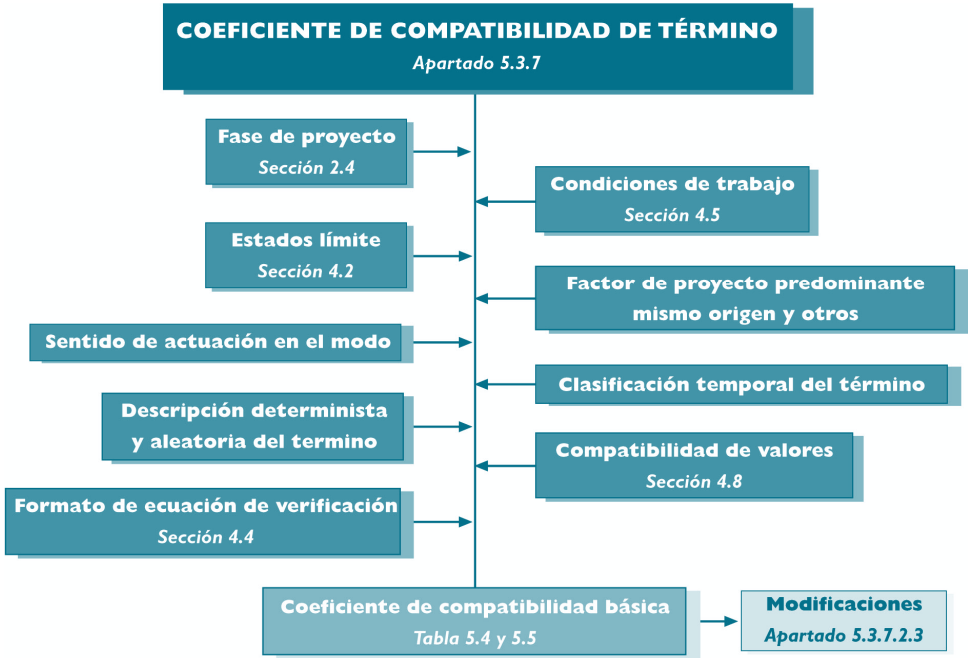 COEFICIENTE DE COMPATIBILIDAD DE TÉRMINO
Apartado 5.3.7
Fase de proyecto
Sección 2.4
Condiciones de trabajo
Sección 4.5
Estados límite
Sección 4.2
Factor de proyecto predominante
mismo origen y otros
Sentido de actuación en el modo
Clasificación temporal del término
Descripción determinista
y aleatoria del termino
Compatibilidad de valores
Sección 4.8
Formato de ecuación de verificación
Sección 4.4
Coeficiente de compatibilidad básica
Tabla 5.4 y 5.5
Modificaciones
Apartado 5.3.7.2.3